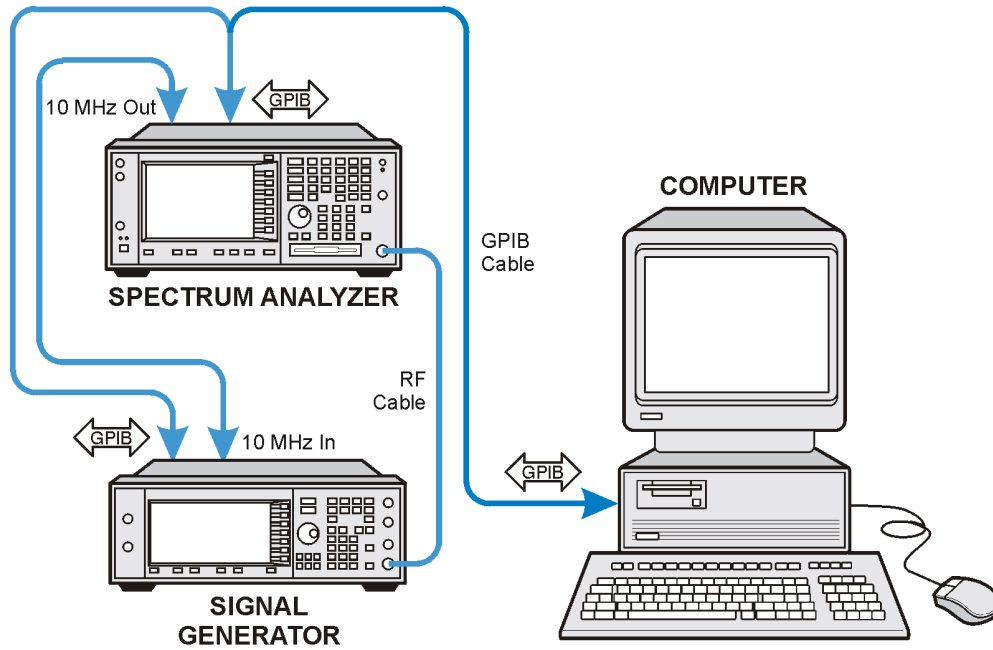 10 MHz Out
GPIB
COMPUTER
GPIB
Cable
SPECTRUM ANALYZER
RF
Cable
GPIB
10 MHz In
GPIB
SIGNAL
GENERATOR